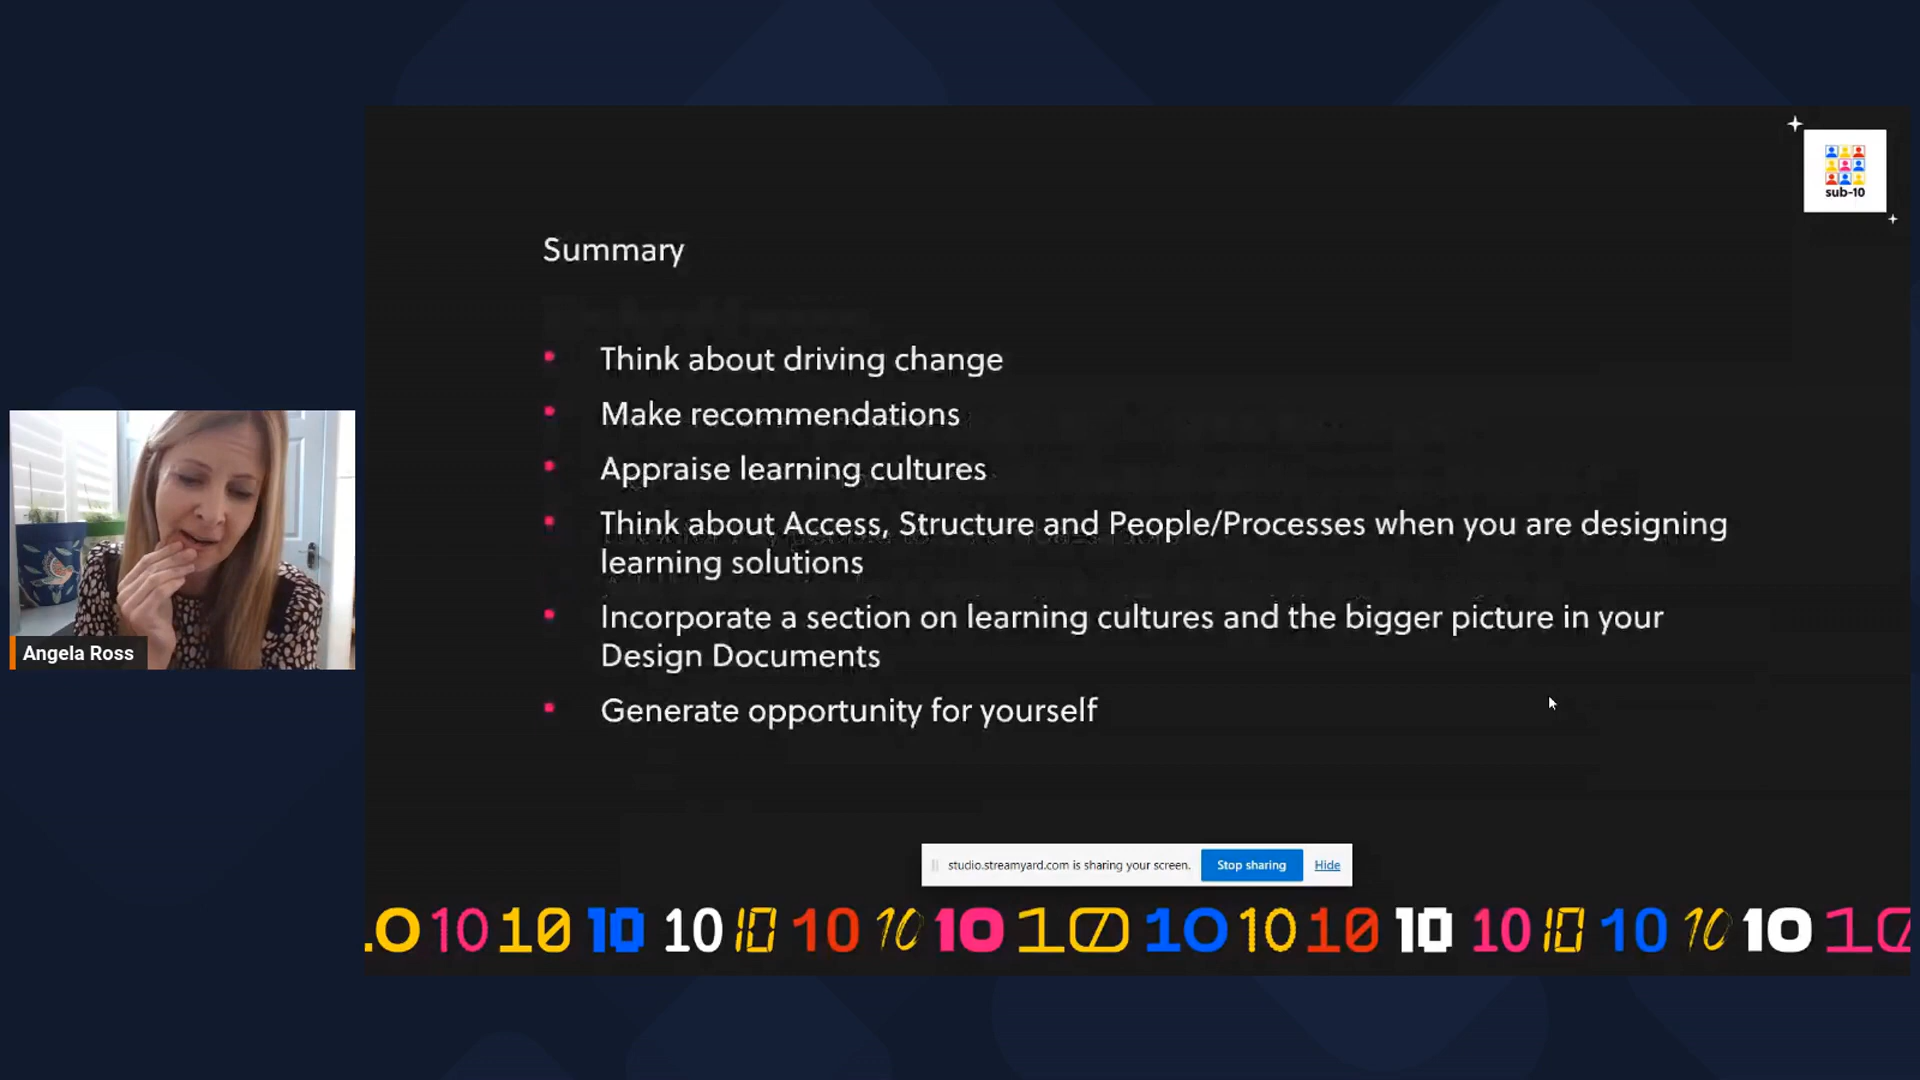 sub-10
Summary
Think about driving change
Make recommendations
Appraise learning cultures
Think about Access, Structure and People/Processes when you are designing
learning solutions
Incorporate a section on learning cultures and the bigger picture in your
Design Documents
Generate opportunity for yourself
Angela Ross
studio.streamyard.com is sharing your screen. Stop sharing Hide
10 10 10 10 10 10 10 10 10 10 10 10 10 10 10 10 10 10 10 10